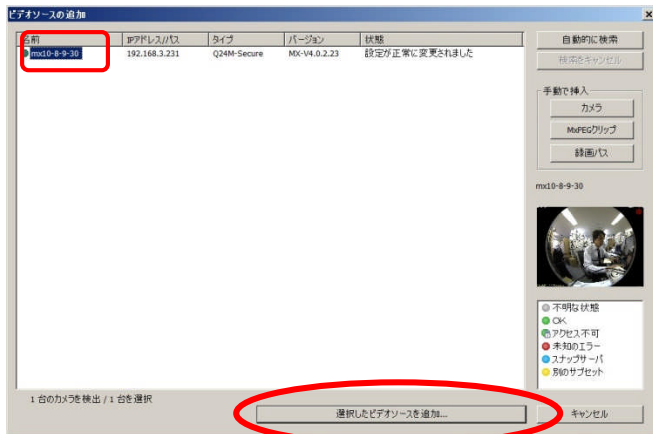 ビデオソースの追加
名前 IPアドレス/パス タイプ バージョン 状態
mx10-8-9-30 192.168.3.231 Q24M-Secure MX-V4.0.2.23 設定が正常に変更されました
自動的に検索
検索をキャンセル
手動で挿入
カメラ
MxPEGクリップ
録画パス
mx10-8-9-30
不明な状態
OK
アクセス不可
未知のエラー
スナップサーバ
別のサブセット
1 台のカメラを検出 / 1 台を選択
選択したビデオソースを追加...
キャンセル